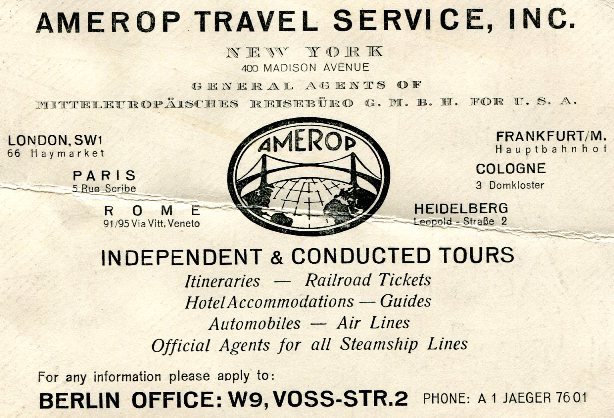 AMEROP TRAVEL SERVICE, INC.
NEW YORK
400 MADISON AVENUE
GENERAL AGENTS OF
MITTELEUROPÄISCHES REISEBÜRO G. M. B. H. FOR U. S. A.
LONDON, SW1
66 Haymarket
PARIS
5 Rue Scribe
ROME
91/95 Via Vitt. Veneto
AMEROP
FRANKFURT/M.
Hauptbahnhof
COLOGNE
3 Domkloster
HEIDELBERG
Leopold - Straße 2
INDEPENDENT & CONDUCTED TOURS
Itineraries — Railroad Tickets
Hotel Accommodations — Guides
Automobiles — Air Lines
Official Agents for all Steamship Lines
For any information please apply to:
BERLIN OFFICE: W9, VOSS-STR. 2 PHONE: A 1 JAEGER 7601